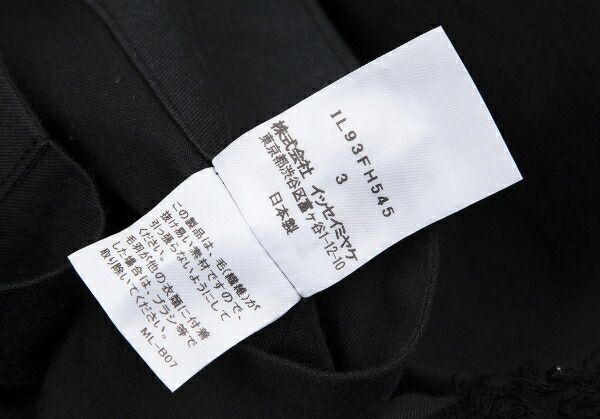 IL93FH545
3
株式会社 イッセイミヤケ
東京都渋谷区富ヶ谷1-12-10
日本製
この製品は、毛(繊維)が
抜け易い素材ですので、
引っ張らないようにして
ください。
毛羽が他の衣類に付着
した場合は、ブラシ等で
取り除いてください。
ML-B07